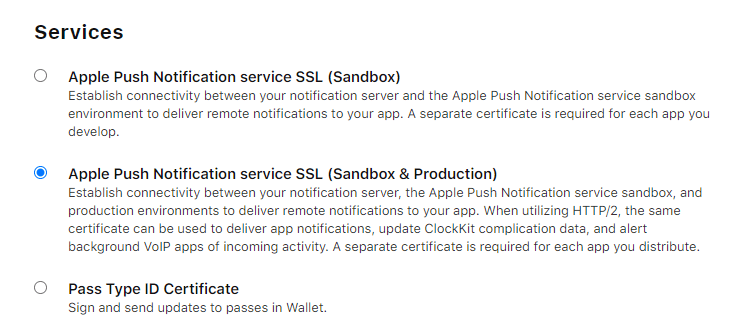 Services
Apple Push Notification service SSL (Sandbox)
Establish connectivity between your notification server and the Apple Push Notification service sandbox
environment to deliver remote notifications to your app. A separate certificate is required for each app you
develop.
Apple Push Notification service SSL (Sandbox & Production)
Establish connectivity between your notification server, the Apple Push Notification service sandbox, and
production environments to deliver remote notifications to your app. When utilizing HTTP/2, the same
certificate can be used to deliver app notifications, update ClockKit complication data, and alert
background VoIP apps of incoming activity. A separate certificate is required for each app you distribute.
Pass Type ID Certificate
Sign and send updates to passes in Wallet.